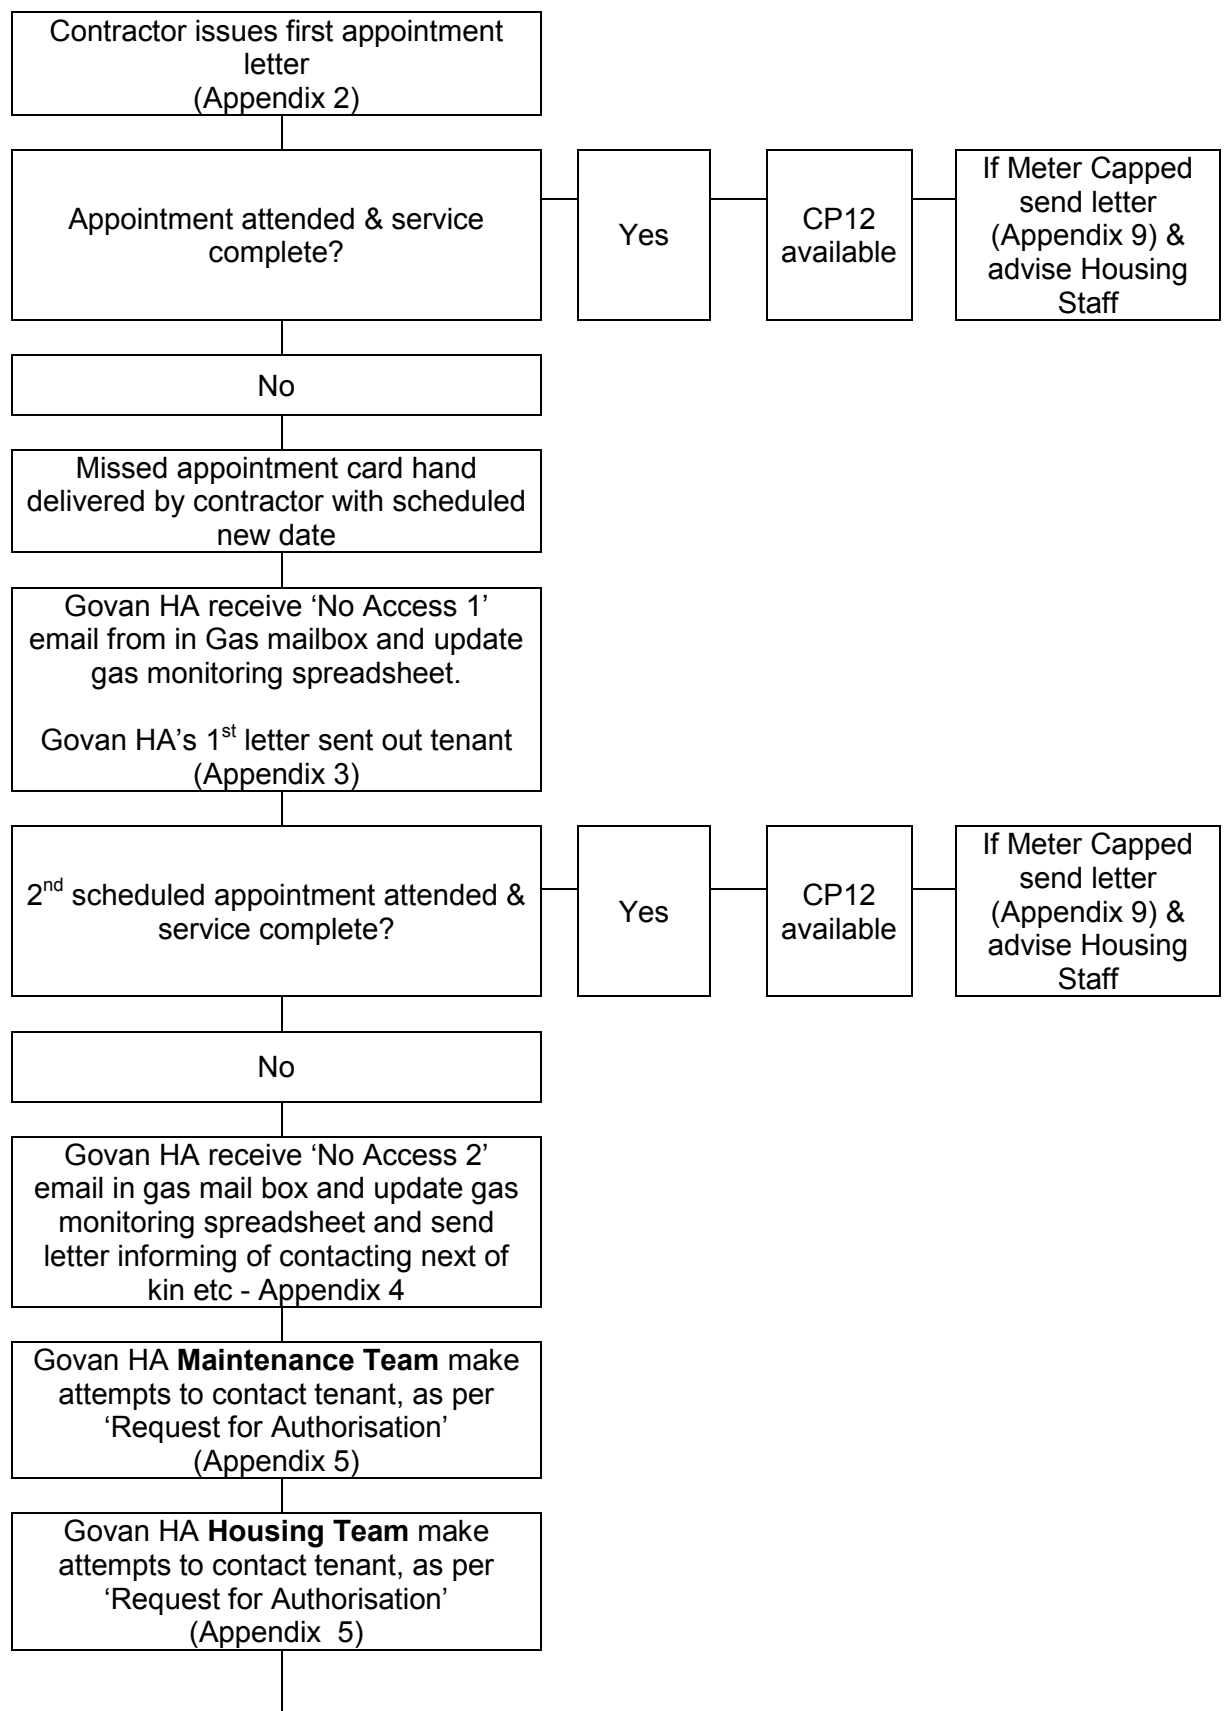 Contractor issues first appointment
letter
(Appendix 2)
Appointment attended & service
complete?
Yes
CP12
available
If Meter Capped
send letter
(Appendix 9) &
advise Housing
Staff
No
Missed appointment card hand
delivered by contractor with scheduled
new date
Govan HA receive ‘No Access 1’
email from in Gas mailbox and update
gas monitoring spreadsheet.
Govan HA’s 1st letter sent out tenant
(Appendix 3)
2nd scheduled appointment attended &
service complete?
Yes
CP12
available
If Meter Capped
send letter
(Appendix 9) &
advise Housing
Staff
No
Govan HA receive ‘No Access 2’
email in gas mail box and update gas
monitoring spreadsheet and send
letter informing of contacting next of
kin etc - Appendix 4
Govan HA Maintenance Team make
attempts to contact tenant, as per
‘Request for Authorisation’
(Appendix 5)
Govan HA Housing Team make
attempts to contact tenant, as per
‘Request for Authorisation’
(Appendix  5)